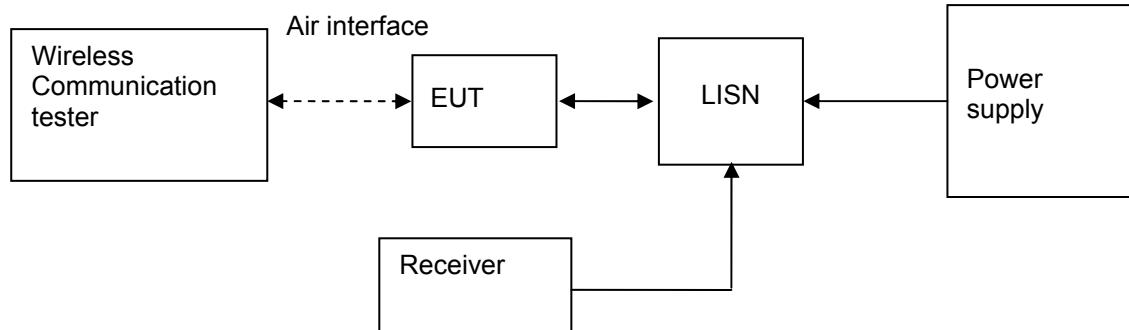 Air interface
Wireless
Communication
tester
EUT
LISN
Power
supply
Receiver